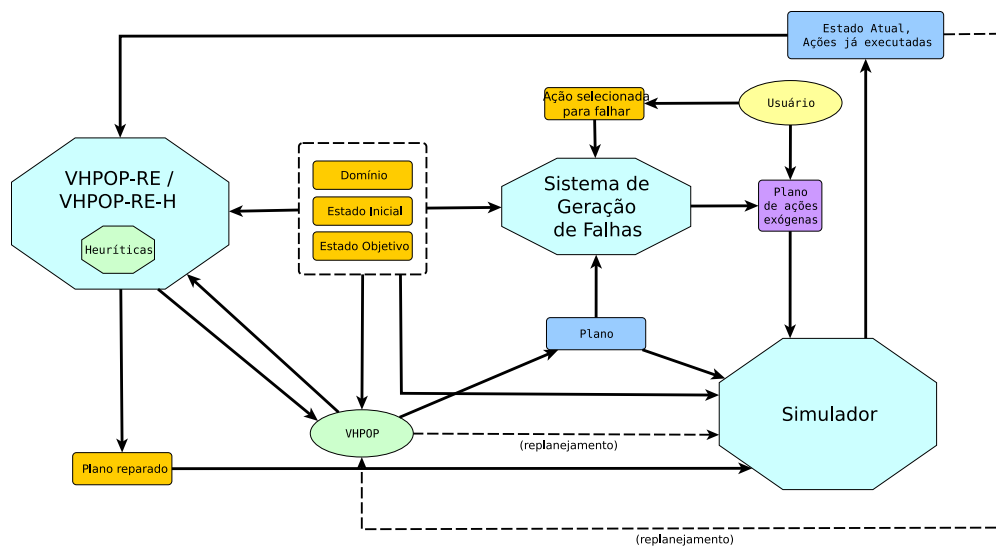 Estado Atual,
Ações já executadas
Ação selecionada
para falhar
Usuário
VHPOP-RE /
VHPOP-RE-H
Heuríticas
Domínio
Estado Inicial
Estado Objetivo
Sistema de
Geração
de Falhas
Plano
de ações
exógenas
Plano
Simulador
VHPOP
(replanejamento)
Plano reparado
(replanejamento)